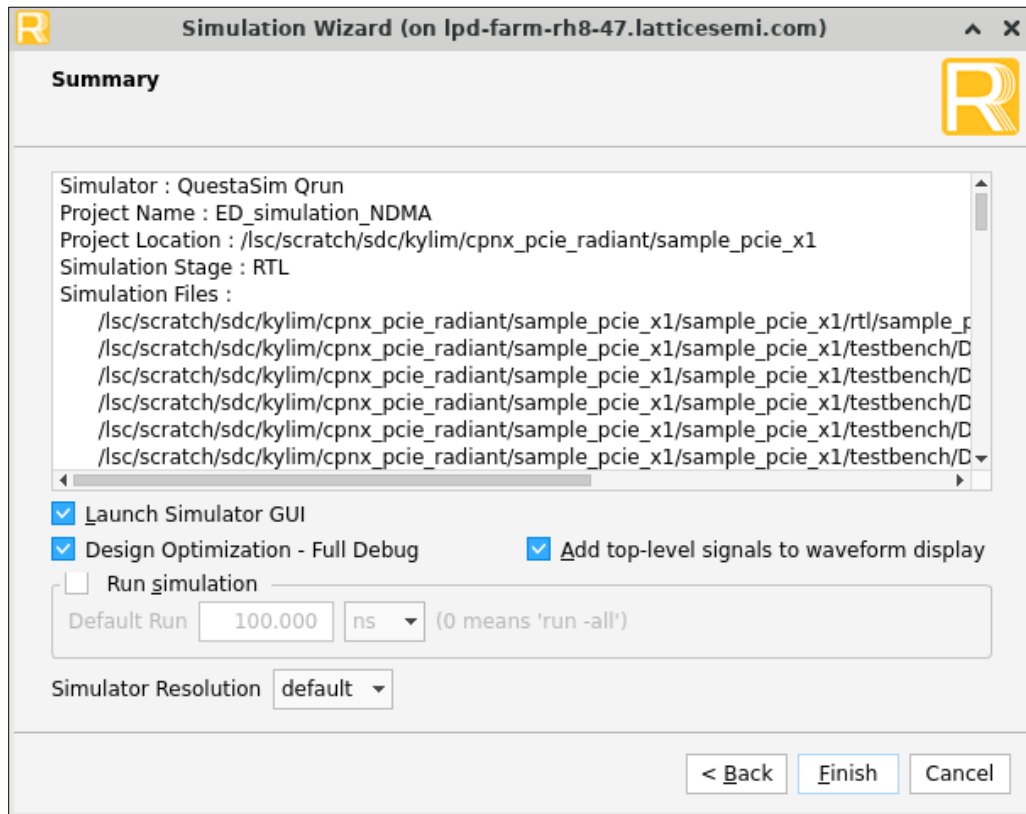 Simulation Wizard (on lpd-farm-rh8-47.latticesemi.com)
Summary
Simulator : QuestaSim Qrun
Project Name : ED_simulation_NDMA
Project Location : /lsc/scratch/sdc/kylim/cpnx_pcie_radiant/sample_pcie_x1
Simulation Stage : RTL
Simulation Files :
/lsc/scratch/sdc/kylim/cpnx_pcie_radiant/sample_pcie_x1/sample_pcie_x1/rtl/sample_p
/lsc/scratch/sdc/kylim/cpnx_pcie_radiant/sample_pcie_x1/sample_pcie_x1/testbench/D
/lsc/scratch/sdc/kylim/cpnx_pcie_radiant/sample_pcie_x1/sample_pcie_x1/testbench/D
/lsc/scratch/sdc/kylim/cpnx_pcie_radiant/sample_pcie_x1/sample_pcie_x1/testbench/D
/lsc/scratch/sdc/kylim/cpnx_pcie_radiant/sample_pcie_x1/sample_pcie_x1/testbench/D
/lsc/scratch/sdc/kylim/cpnx_pcie_radiant/sample_pcie_x1/sample_pcie_x1/testbench/D
Launch Simulator GUI
Design Optimization - Full Debug Add top-level signals to waveform display
Run simulation
Default Run 100.000 ns (0 means 'run -all')
Simulator Resolution default
< Back Finish Cancel